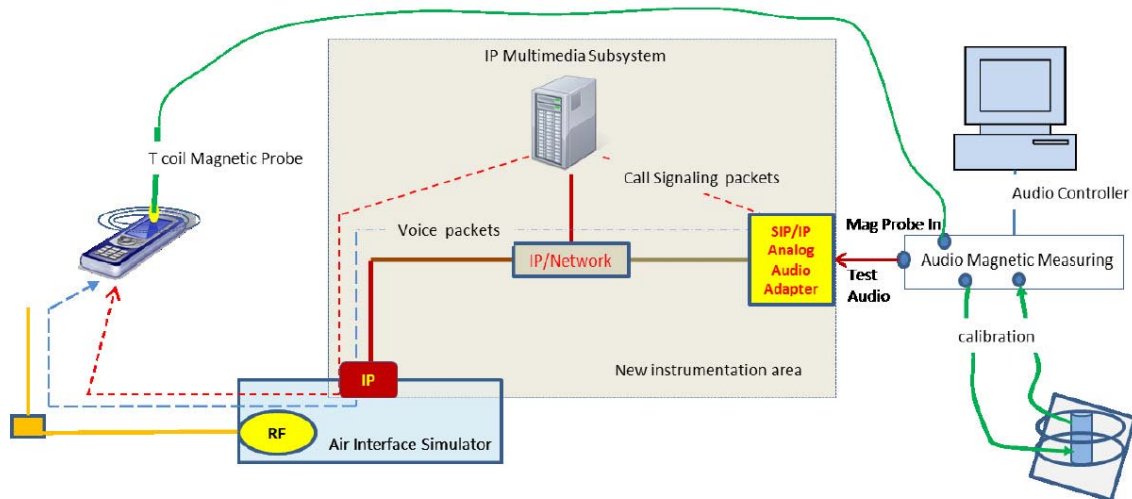 IP Multimedia Subsystem
T coil Magnetic Probe
Call Signaling packets
Audio Controller
Voice packets
SIP/IP
Analog
Audio
Adapter
Mag Probe In
IP/Network
Audio Magnetic Measuring
Test
Audio
calibration
New instrumentation area
IP
RF
Air Interface Simulator